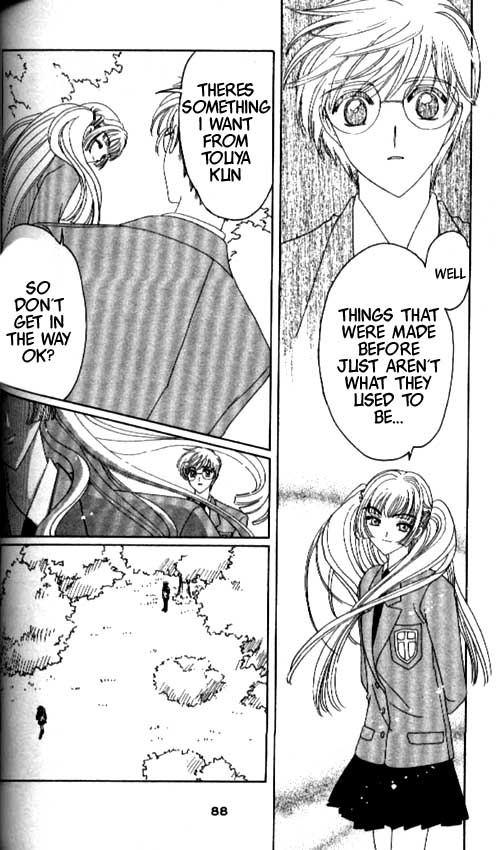 WELL
THINGS THAT
WERE MADE
BEFORE
JUST AREN'T
WHAT THEY
USED TO
BE...
THERES
SOMETHING
I WANT
FROM
TOUYA
KUN
SO
DON'T
GET IN
THE WAY
OK?
88